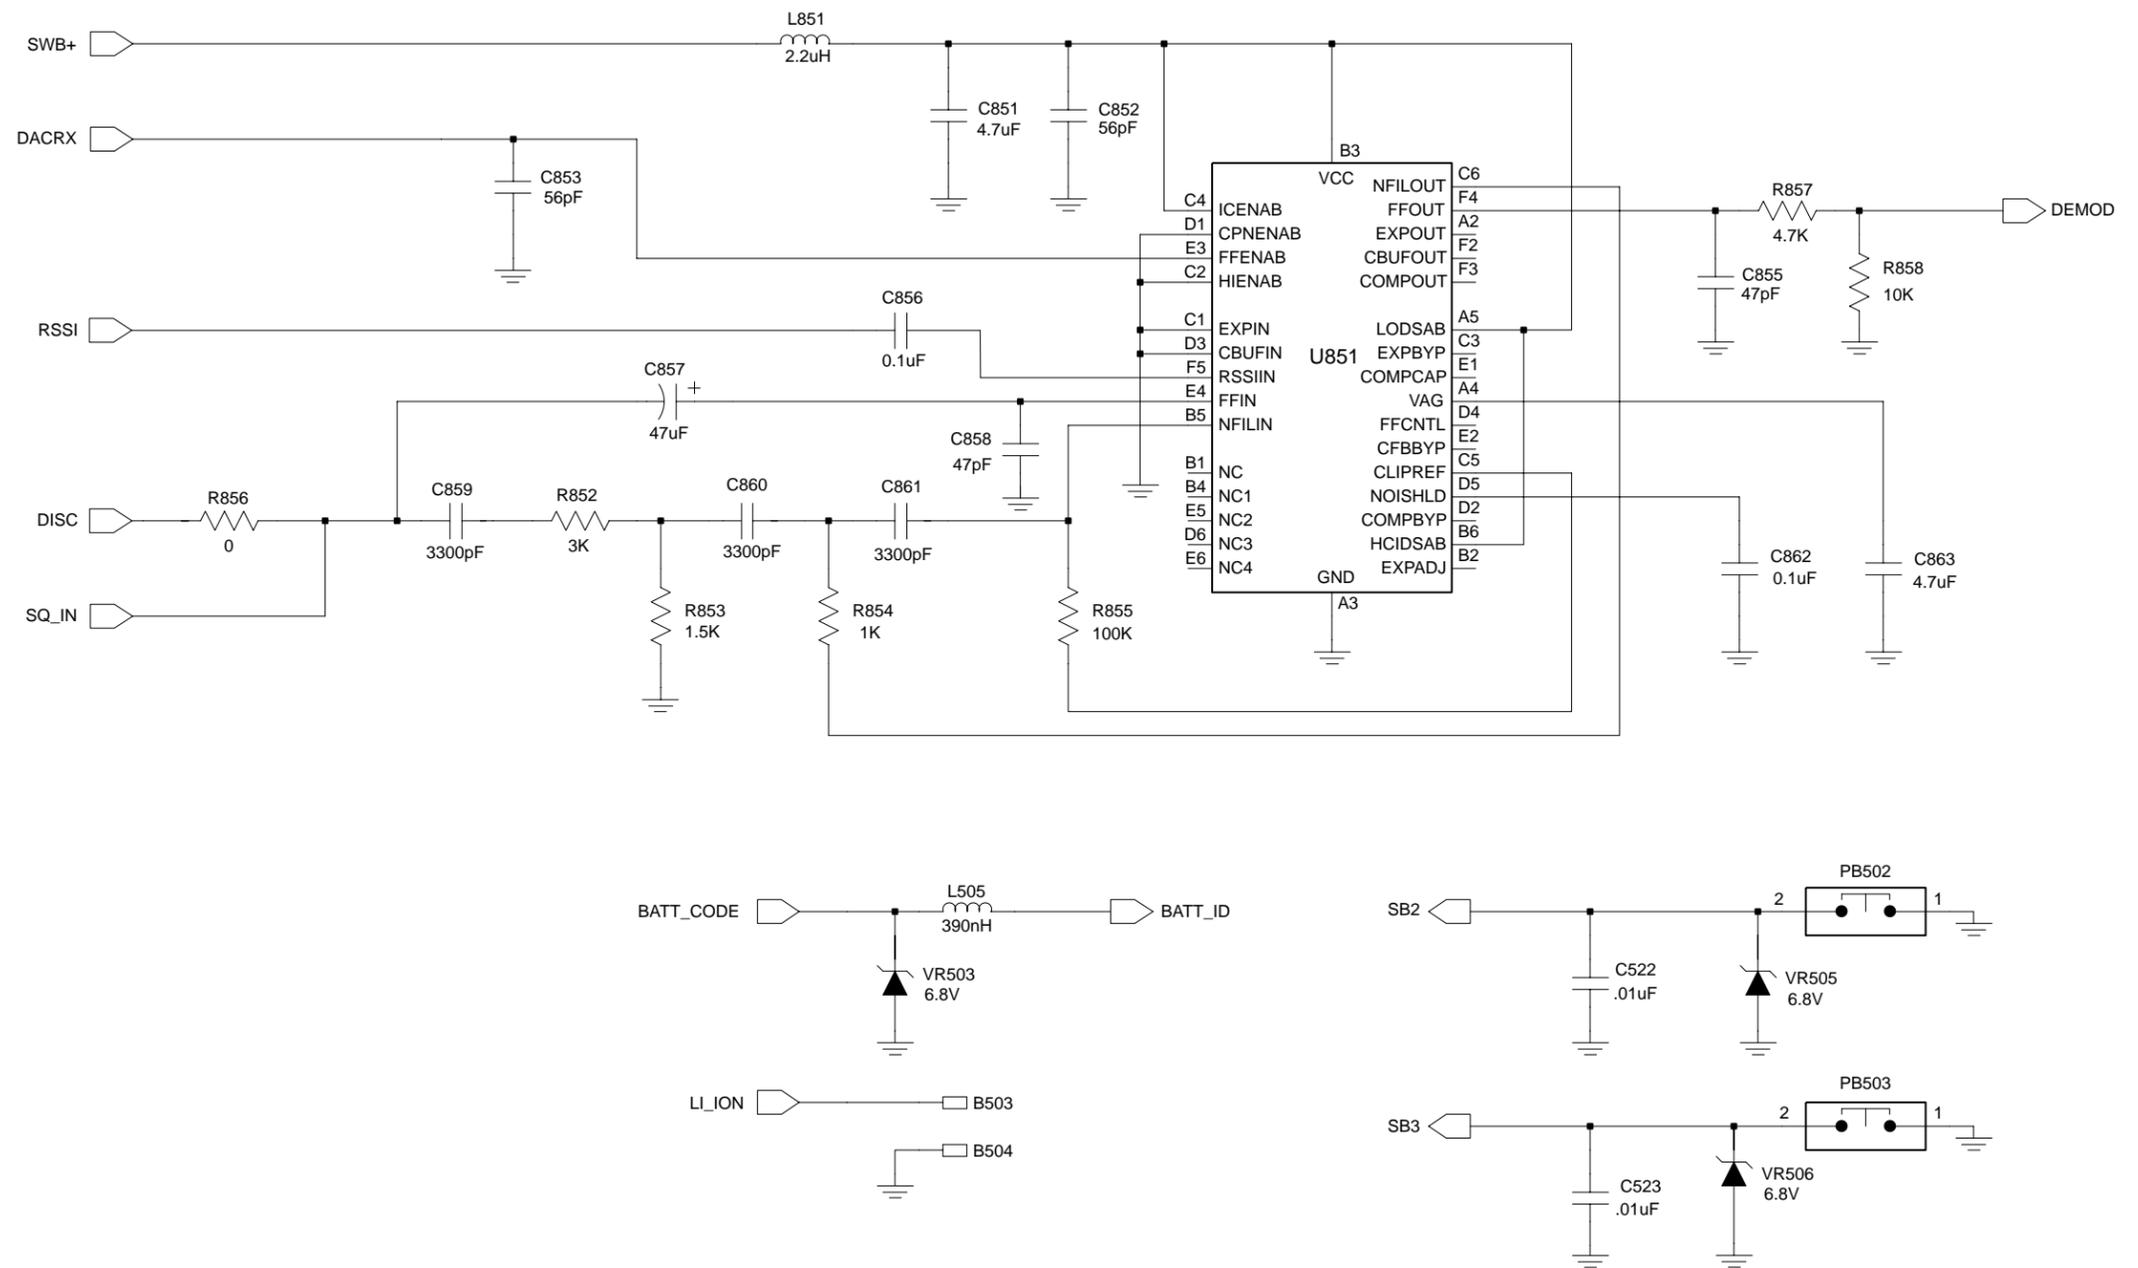 L851
SWB+
2.2uH
C851
4.7uF
C852
56pF
DACRX
C853
56pF
B3
VCC
C4 ICENAB
D1 CPNENAB
E3 FFENAB
C2 HIENAB
C1 EXPIN
D3 CBUFIN
F5 RSSIIN
E4 FFIN
B5 NFILIN
B1 NC
B4 NC1
E5 NC2
D6 NC3
E6 NC4
U851
NFILOUT C6
FFOUT F4
EXPOUT A2
CBUFOUT F2
COMPOUT F3
LODSAB A5
EXPBYP C3
COMPCAP E1
VAG A4
FFCNTL D4
CFBBYP E2
CLIPREF C5
NOISHLD D5
COMPBYP D2
HCIDSAB B6
EXPADJ B2
GND
A3
R857
4.7K
DEMOD
C855
47pF
R858
10K
RSSI
C856
0.1uF
C857
+
47uF
C858
47pF
DISC
R856
0
C859
3300pF
R852
3K
C860
3300pF
C861
3300pF
SQ_IN
R853
1.5K
R854
1K
R855
100K
C862
0.1uF
C863
4.7uF
BATT_CODE
L505
390nH
BATT_ID
VR503
6.8V
LI_ION
B503
B504
PB502
SB2
2
1
C522
.01uF
VR505
6.8V
PB503
SB3
2
1
C523
.01uF
VR506
6.8V